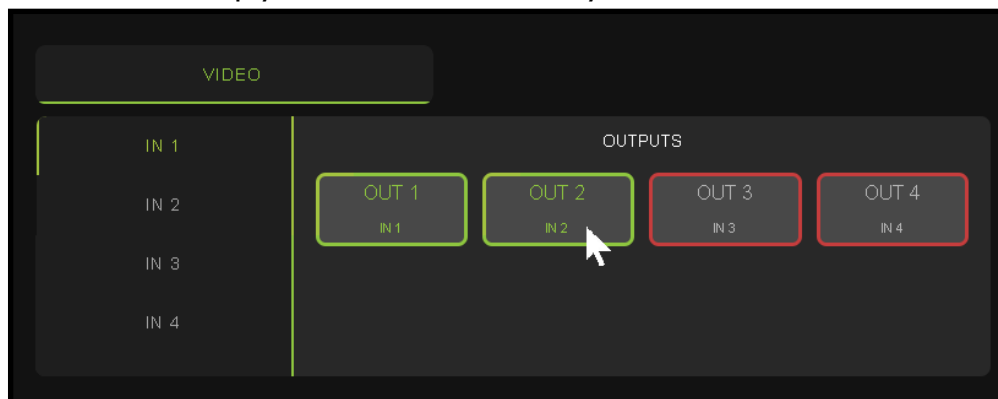 VIDEO
IN 1
IN 2
IN 3
IN 4
OUTPUTS
OUT 1
IN 1
OUT 2
IN 2
OUT 3
IN 3
OUT 4
IN 4